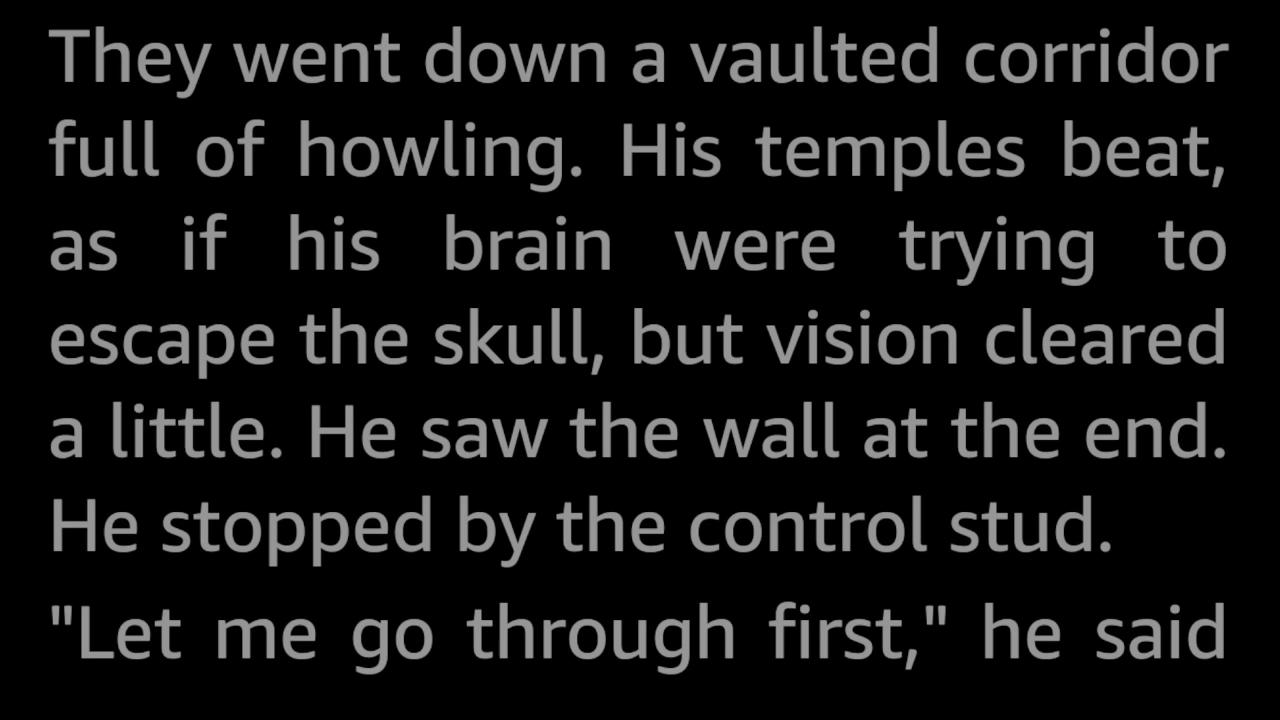 They went down a vaulted corridor
full of howling. His temples beat,
as if his brain were trying to
escape the skull, but vision cleared
a little. He saw the wall at the end.
He stopped by the control stud.
"Let me go through first," he said